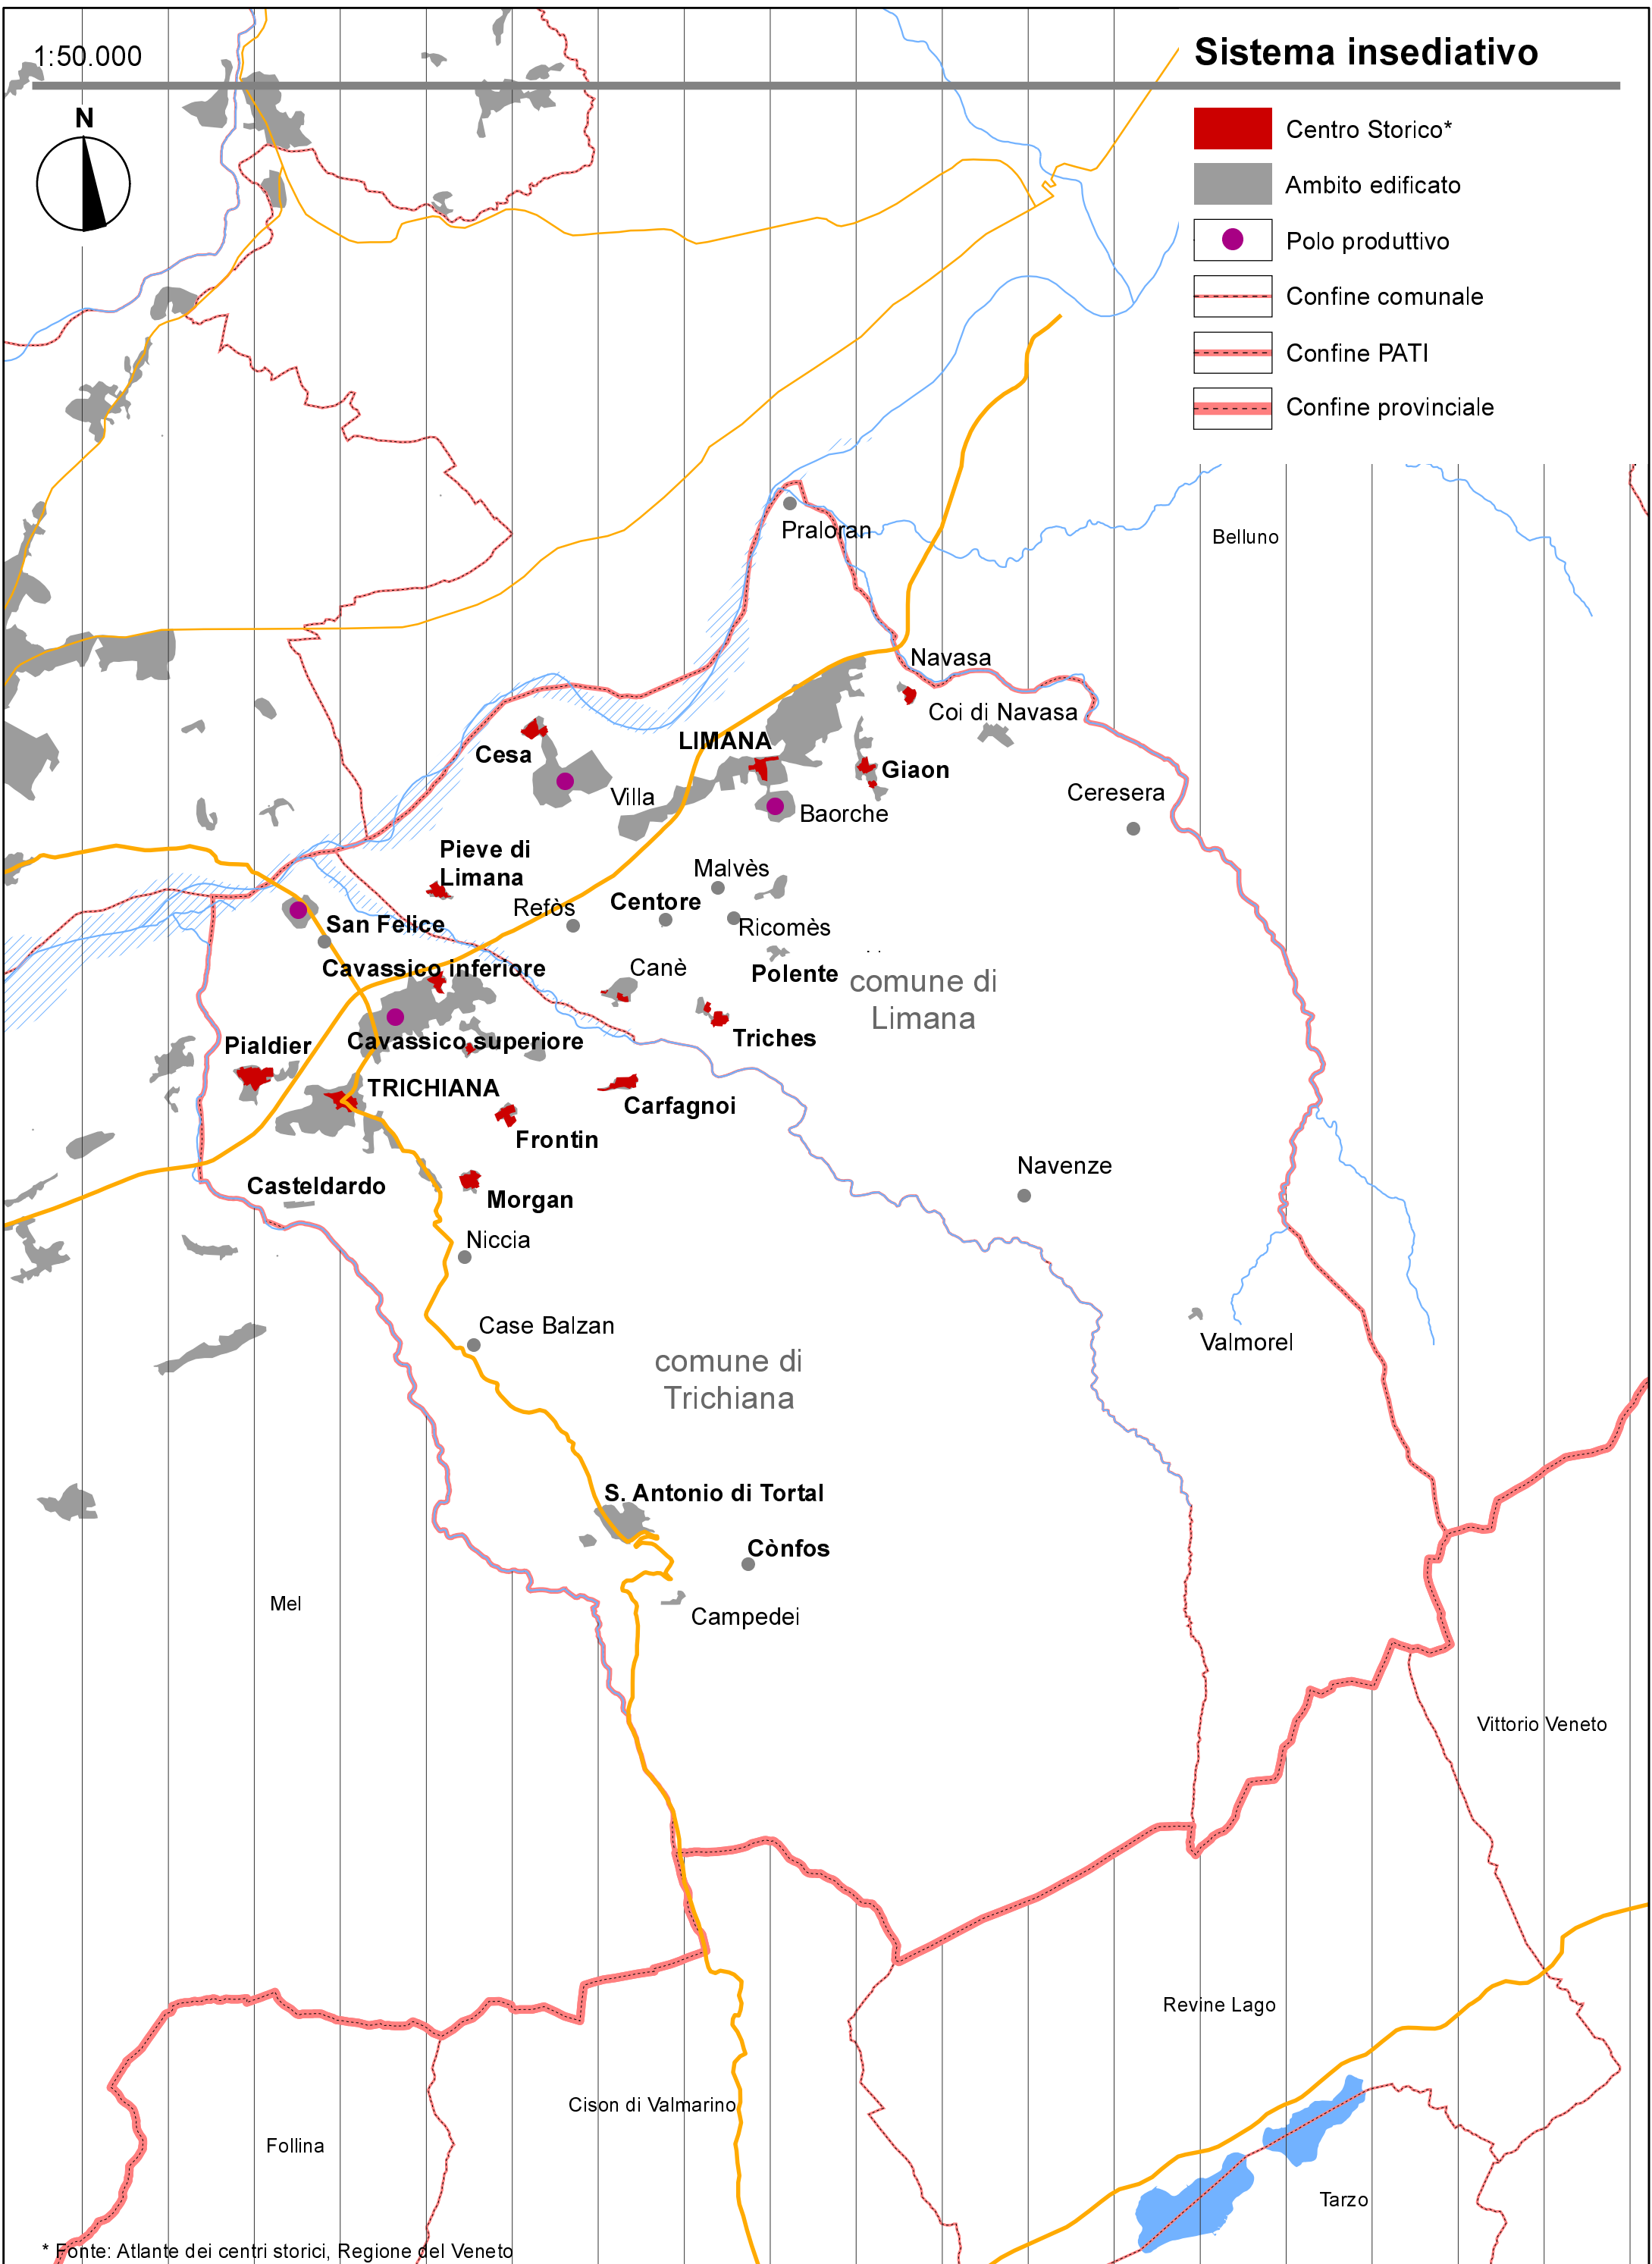 1:50.000
Sistema insediativo
N
Centro Storico*
Ambito edificato
Polo produttivo
Confine comunale
Confine PATI
Confine provinciale
Praloran
Belluno
Navasa
Coi di Navasa
LIMANA
Cesa
Giaon
Villa
Ceresera
Baorche
Pieve di
Limana
Malvès
Centore
Refòs
San Felice
Ricomès
Cavassico inferiore
Canè
Polente
comune di
Limana
Triches
Cavassico superiore
Pialdier
TRICHIANA
Carfagnoi
Frontin
Navenze
Casteldardo
Morgan
Niccia
Case Balzan
Valmorel
comune di
Trichiana
S. Antonio di Tortal
Cònfos
Mel
Campedei
Vittorio Veneto
Revine Lago
Cison di Valmarino
Follina
Tarzo
* Fonte: Atlante dei centri storici, Regione del Veneto